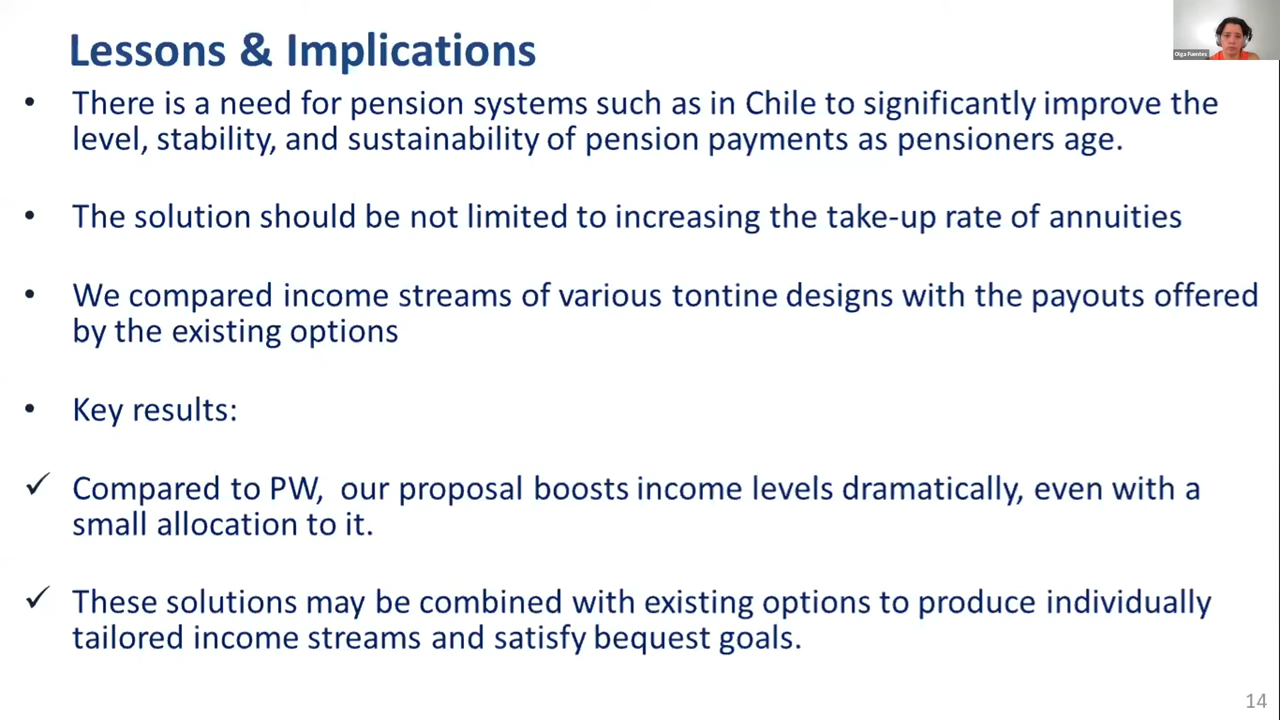 Lessons & Implications
Olga Fuentes
• There is a need for pension systems such as in Chile to significantly improve the
level, stability, and sustainability of pension payments as pensioners age.
• The solution should be not limited to increasing the take-up rate of annuities
• We compared income streams of various tontine designs with the payouts offered
by the existing options
• Key results:
✓ Compared to PW, our proposal boosts income levels dramatically, even with a
small allocation to it.
✓ These solutions may be combined with existing options to produce individually
tailored income streams and satisfy bequest goals.
14